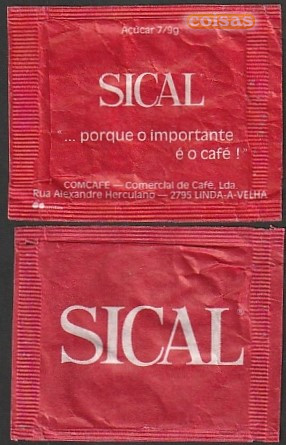 coisas
Açúcar 7/9g
SICAL
“... porque o importante
é o café !”
COMCAFÉ — Comercial de Café, Lda.
Rua Alexandre Herculano — 2795 LINDA-A-VELHA
SICAL